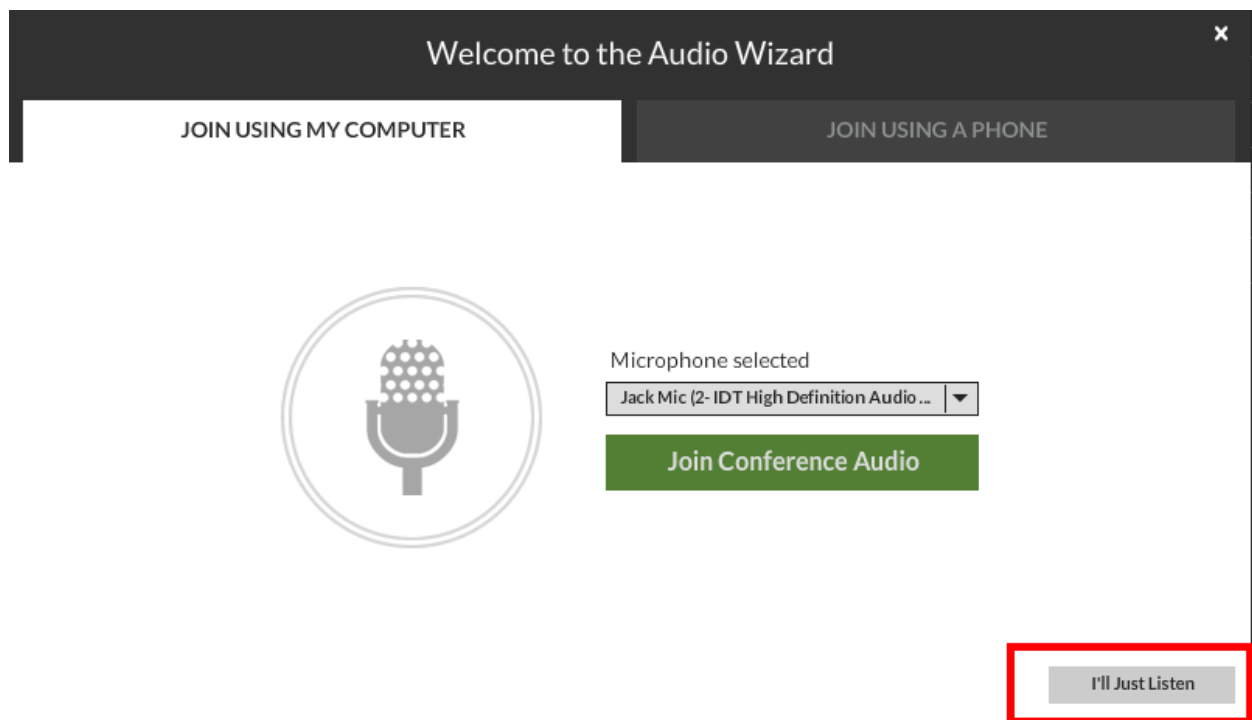 Welcome to the Audio Wizard
x
JOIN USING MY COMPUTER
JOIN USING A PHONE
Microphone selected
Jack Mic (2- IDT High Definition Audio ...
Join Conference Audio
I'll Just Listen